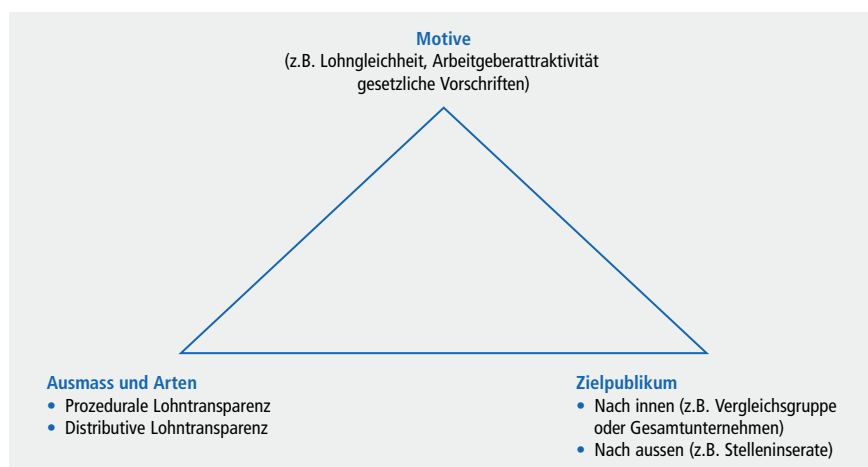 Motive
(z.B. Lohngleichheit, Arbeitgeberattraktivität
gesetzliche Vorschriften)
Ausmass und Arten
• Prozedurale Lohntransparenz
• Distributive Lohntransparenz
Zielpublikum
• Nach innen (z.B. Vergleichsgruppe
oder Gesamtunternehmen)
• Nach aussen (z.B. Stelleninserate)